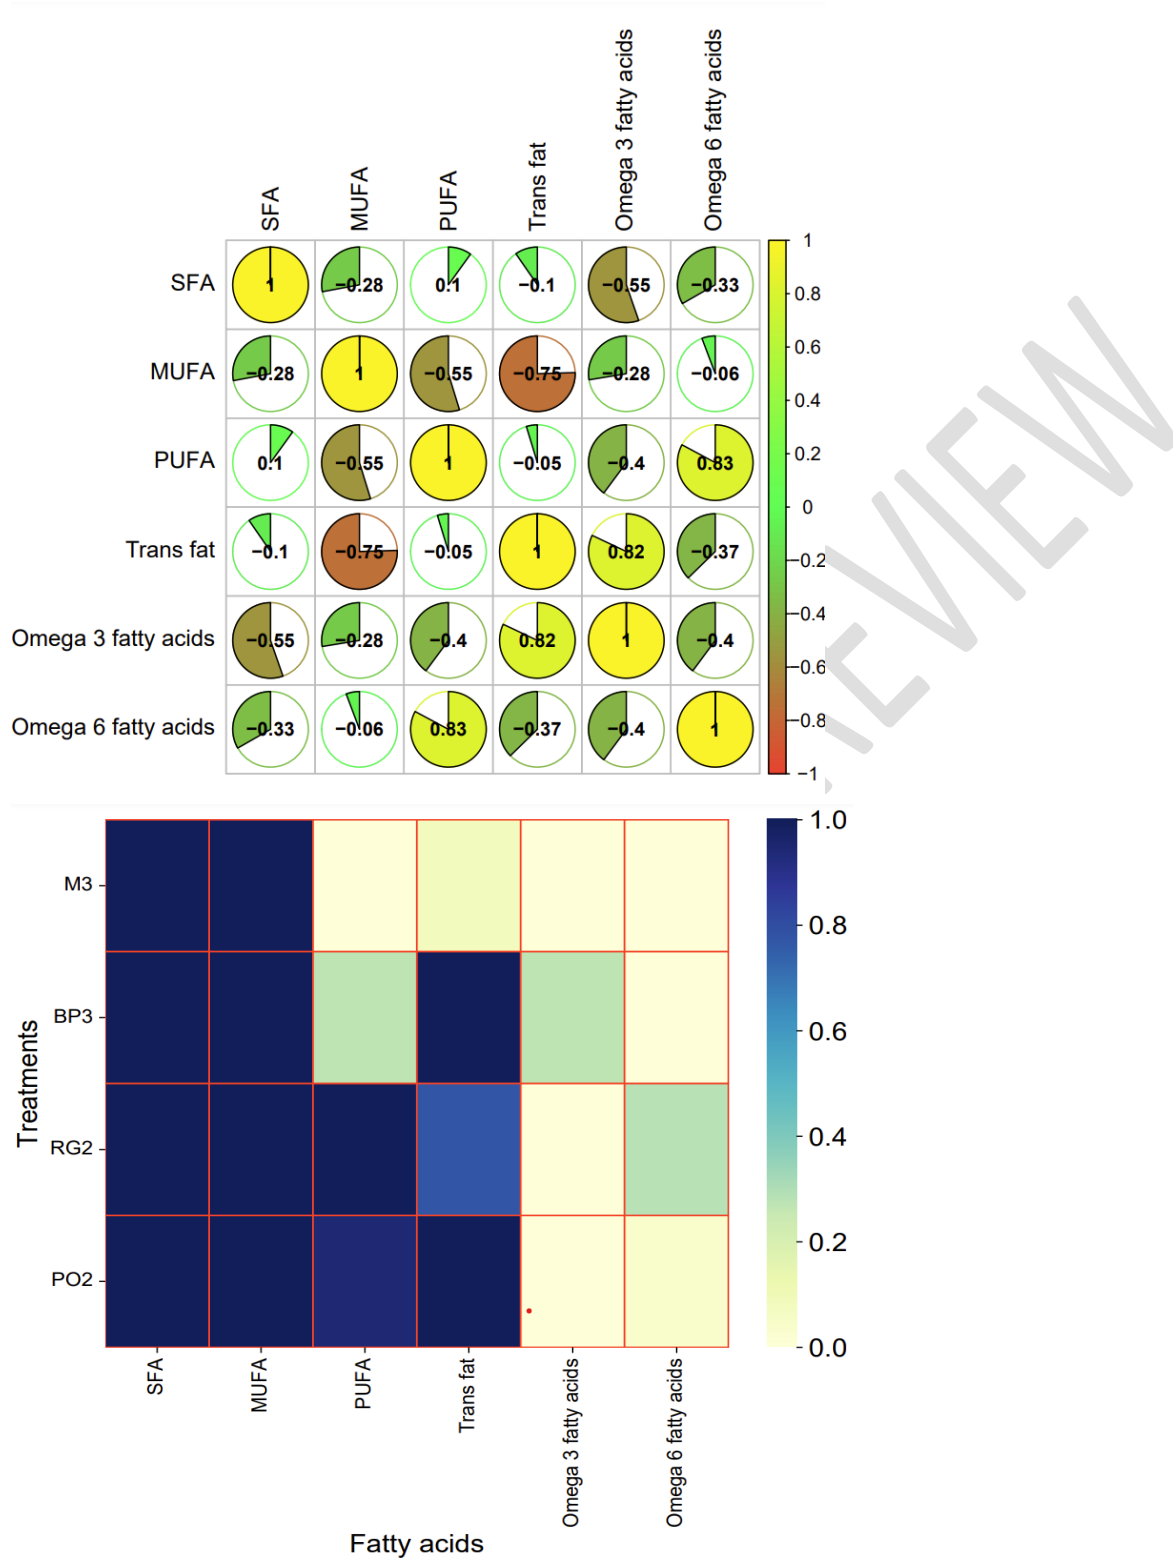 SFA
MUFA
PUFA
Trans fat
Omega 3 fatty acids
Omega 6 fatty acids
SFA 1 −0.28 0.1 −0.1 −0.55 −0.33
MUFA −0.28 1 −0.55 −0.75 −0.28 −0.06
PUFA 0.1 −0.55 1 −0.05 −0.4 0.83
Trans fat −0.1 −0.75 −0.05 1 0.82 −0.37
Omega 3 fatty acids −0.55 −0.28 −0.4 0.82 1 −0.4
Omega 6 fatty acids −0.33 −0.06 0.83 −0.37 −0.4 1
1
0.8
0.6
0.4
0.2
0
−0.2
−0.4
−0.6
−0.8
−1
Treatments
M3
BP3
RG2
PO2
1.0
0.8
0.6
0.4
0.2
0.0
SFA
MUFA
PUFA
Trans fat
Omega 3 fatty acids
Omega 6 fatty acids
Fatty acids